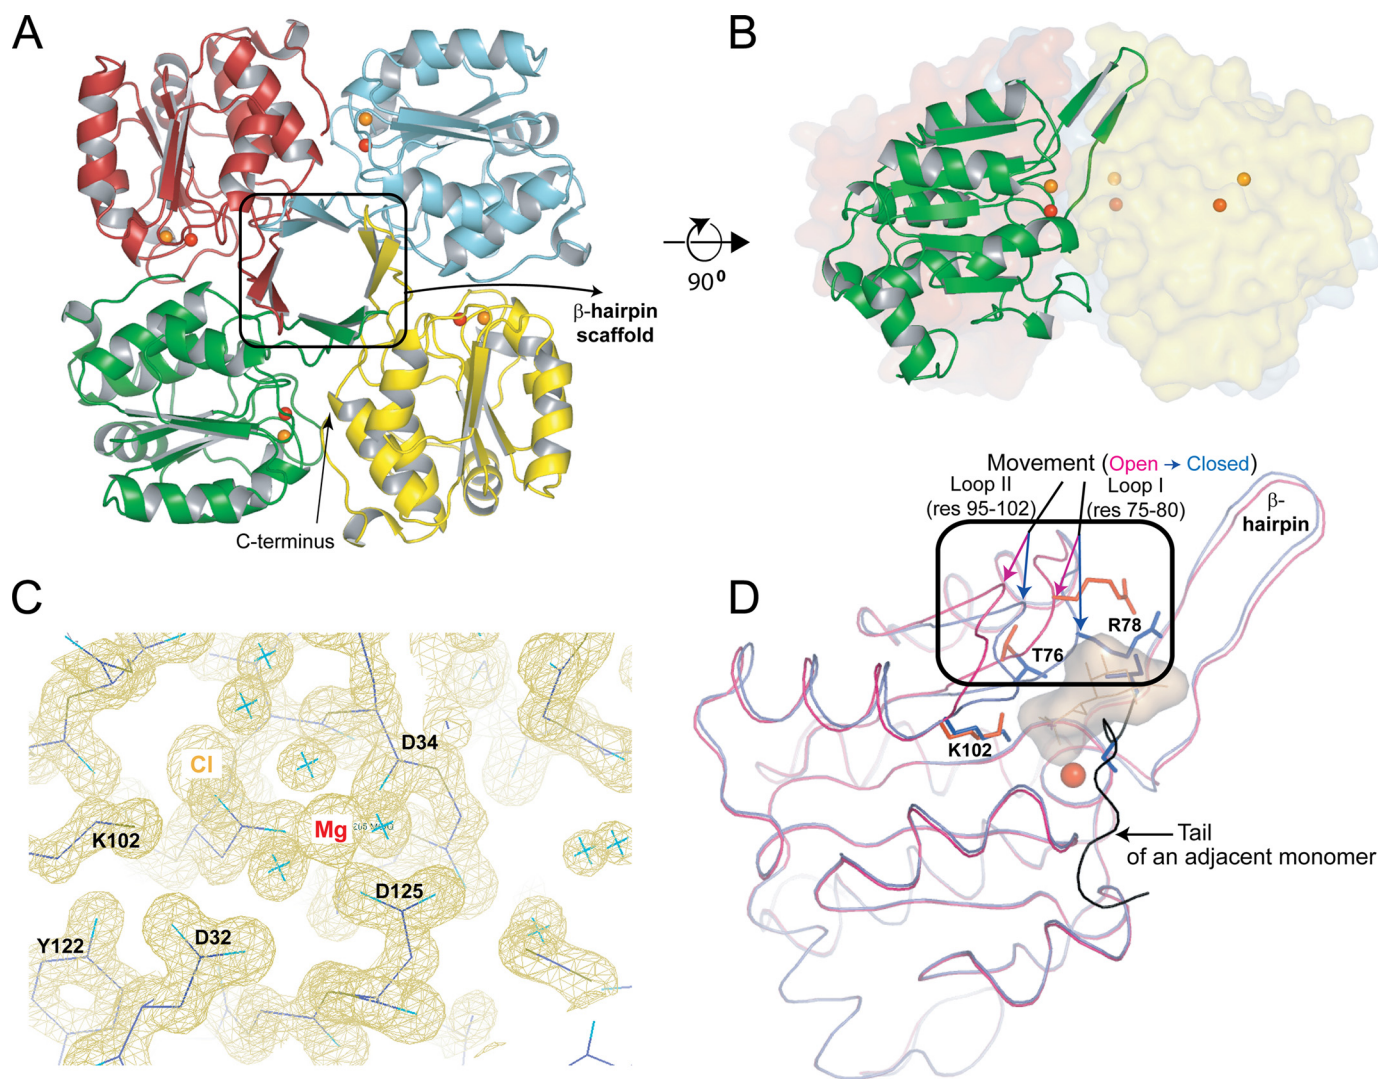 A
B
β-hairpin
scaffold
90⁰
C-terminus
Movement (Open → Closed)
Loop II
(res 95-102)
Loop I
(res 75-80)
β-
hairpin
C
D
R78
T76
K102
Tail
of an adjacent monomer
Cl
D34
Mg
K102
D125
D32
Y122